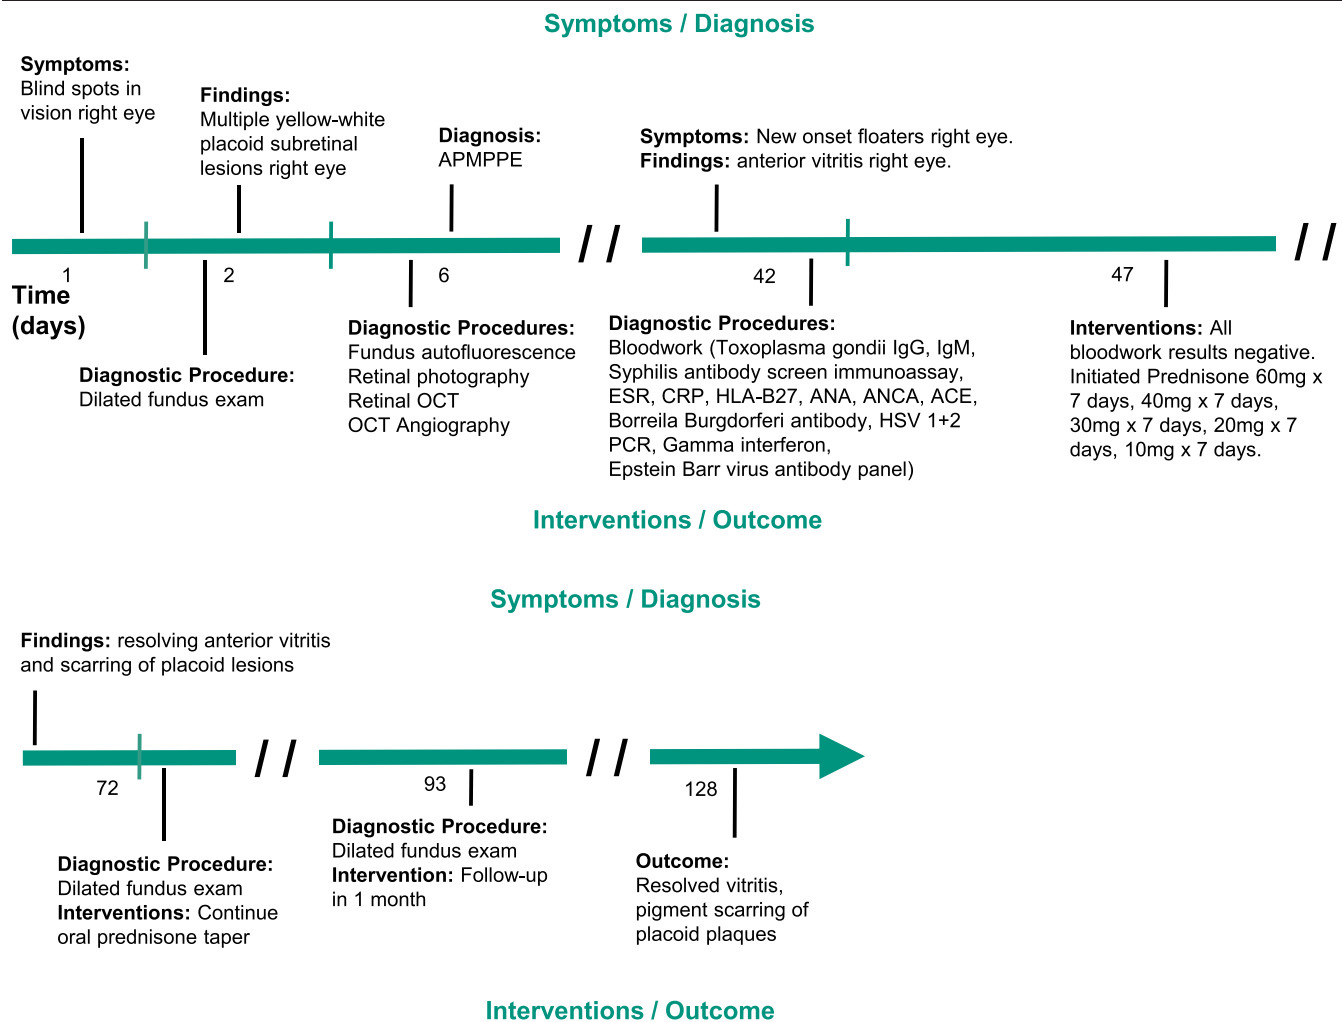 Symptoms / Diagnosis
Symptoms:
Blind spots in
vision right eye
Findings:
Multiple yellow-white
placoid subretinal
lesions right eye
Diagnosis:
APMPPE
Symptoms: New onset floaters right eye.
Findings: anterior vitritis right eye.
/ /
/ /
1
2
6
42
47
Time
(days)
Diagnostic Procedure:
Dilated fundus exam
Diagnostic Procedures:
Fundus autofluorescence
Retinal photography
Retinal OCT
OCT Angiography
Diagnostic Procedures:
Bloodwork (Toxoplasma gondii IgG, IgM,
Syphilis antibody screen immunoassay,
ESR, CRP, HLA-B27, ANA, ANCA, ACE,
Borreila Burgdorferi antibody, HSV 1+2
PCR, Gamma interferon,
Epstein Barr virus antibody panel)
Interventions: All
bloodwork results negative.
Initiated Prednisone 60mg x
7 days, 40mg x 7 days,
30mg x 7 days, 20mg x 7
days, 10mg x 7 days.
Interventions / Outcome
Symptoms / Diagnosis
Findings: resolving anterior vitritis
and scarring of placoid lesions
/ /
/ /
72
93
128
Diagnostic Procedure:
Dilated fundus exam
Interventions: Continue
oral prednisone taper
Diagnostic Procedure:
Dilated fundus exam
Intervention: Follow-up
in 1 month
Outcome:
Resolved vitritis,
pigment scarring of
placoid plaques
Interventions / Outcome